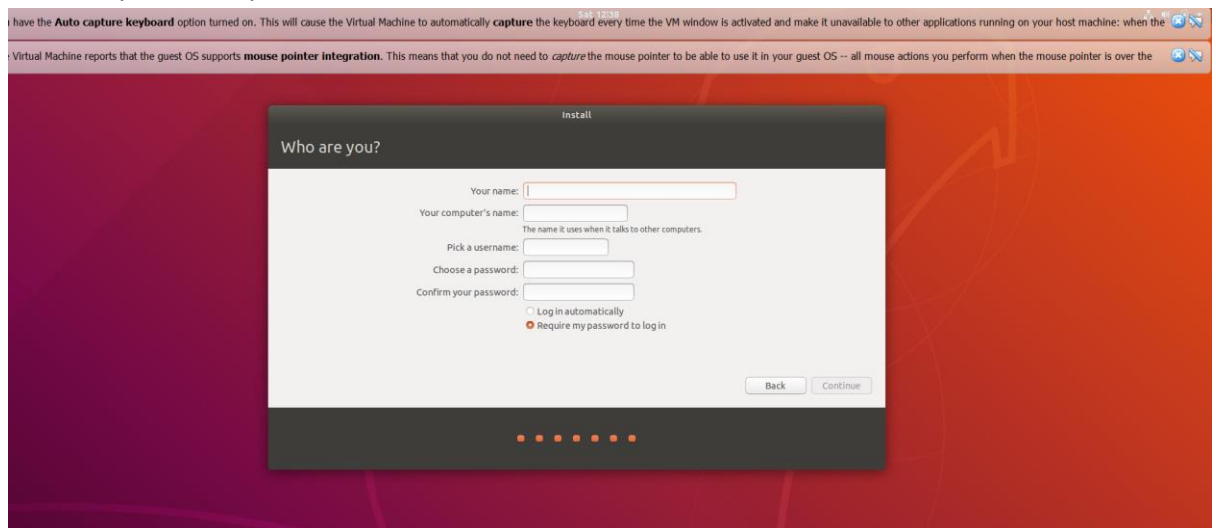 have the Auto capture keyboard option turned on. This will cause the Virtual Machine to automatically capture the keyboard every time the VM window is activated and make it unavailable to other applications running on your host machine: when the
Sat 12:38
Virtual Machine reports that the guest OS supports mouse pointer integration. This means that you do not need to capture the mouse pointer to be able to use it in your guest OS -- all mouse actions you perform when the mouse pointer is over the
Install
Who are you?
Your name:
Your computer's name:
The name it uses when it talks to other computers.
Pick a username:
Choose a password:
Confirm your password:
Log in automatically
Require my password to log in
Back Continue